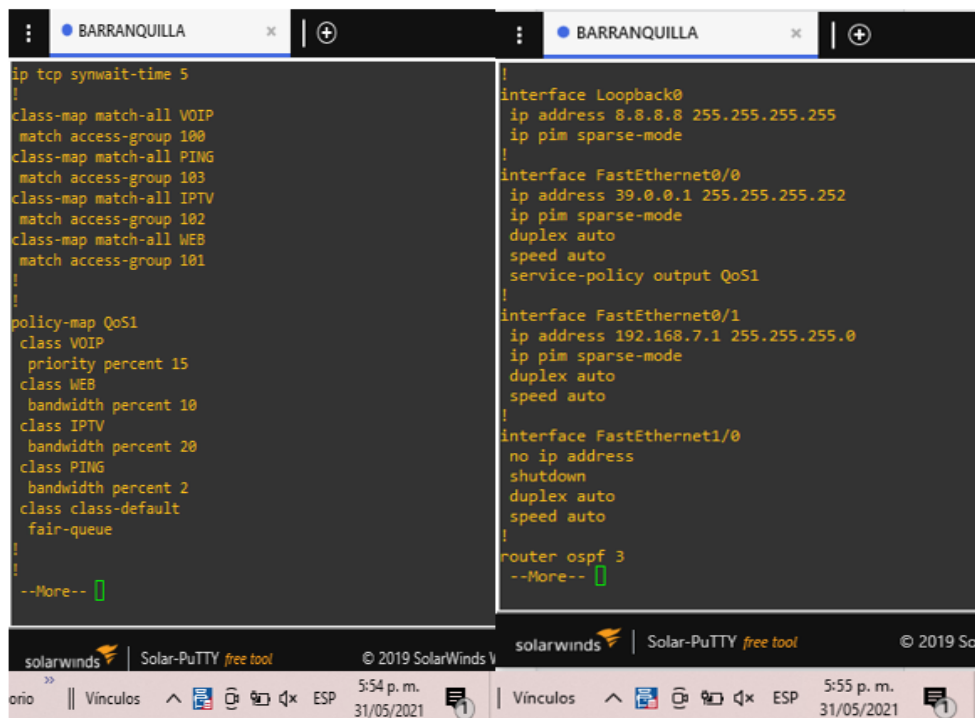 BARRANQUILLA
ip tcp synwait-time 5
!
class-map match-all VOIP
match access-group 100
class-map match-all PING
match access-group 103
class-map match-all IPTV
match access-group 102
class-map match-all WEB
match access-group 101
!
!
policy-map QoS1
class VOIP
priority percent 15
class WEB
bandwidth percent 10
class IPTV
bandwidth percent 20
class PING
bandwidth percent 2
class class-default
fair-queue
!
!
--More--
solarwinds | Solar-PuTTY free tool © 2019 SolarWinds W
orio » Vínculos ESP 5:54 p. m.
31/05/2021
1
BARRANQUILLA
!
interface Loopback0
ip address 8.8.8.8 255.255.255.255
ip pim sparse-mode
!
interface FastEthernet0/0
ip address 39.0.0.1 255.255.255.252
ip pim sparse-mode
duplex auto
speed auto
service-policy output QoS1
!
interface FastEthernet0/1
ip address 192.168.7.1 255.255.255.0
ip pim sparse-mode
duplex auto
speed auto
!
interface FastEthernet1/0
no ip address
shutdown
duplex auto
speed auto
!
router ospf 3
--More--
solarwinds | Solar-PuTTY free tool © 2019 So
Vínculos ESP 5:55 p. m.
31/05/2021
1